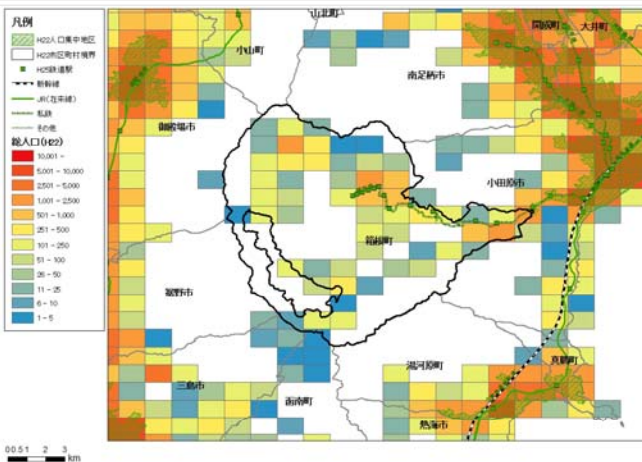 凡例
H22人口集中地区
H22市区町村境界
H25鉄道駅
新幹線
JR(在来線)
私鉄
その他
総人口(H22)
10,001 -
5,001 - 10,000
2,501 - 5,000
1,001 - 2,500
501 - 1,000
251 - 500
101 - 250
51 - 100
26 - 50
11 - 25
6 - 10
1 - 5
山北町
開成町
大井町
小山町
南足柄市
御殿場市
小田原市
箱根町
裾野市
湯河原町
真鶴町
三島市
函南町
熱海市
0 0.5 1 2 3
km